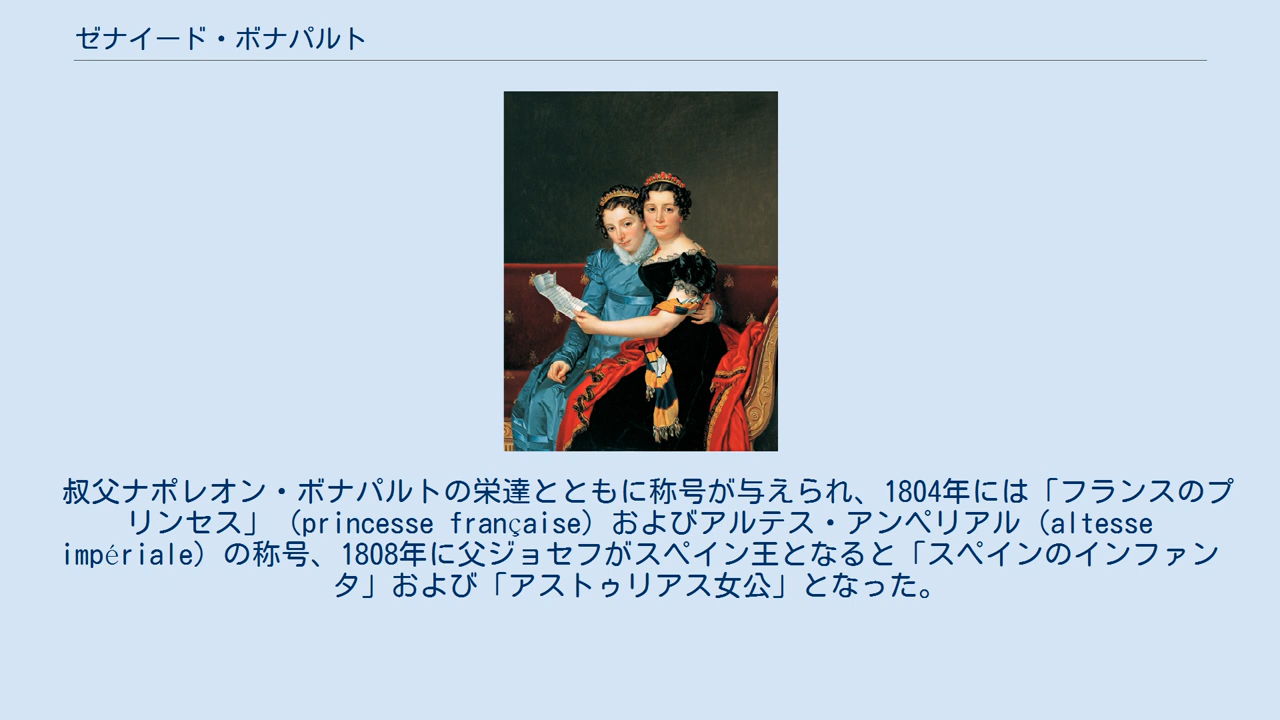 ゼナイード・ボナパルト
叔父ナポレオン・ボナパルトの栄達とともに称号が与えられ、1804年には「フランスのプ
リンセス」（princesse française）およびアルテス・アンペリアル（altesse
impériale）の称号、1808年に父ジョセフがスペイン王となると「スペインのインファン
タ」および「アストゥリアス女公」となった。